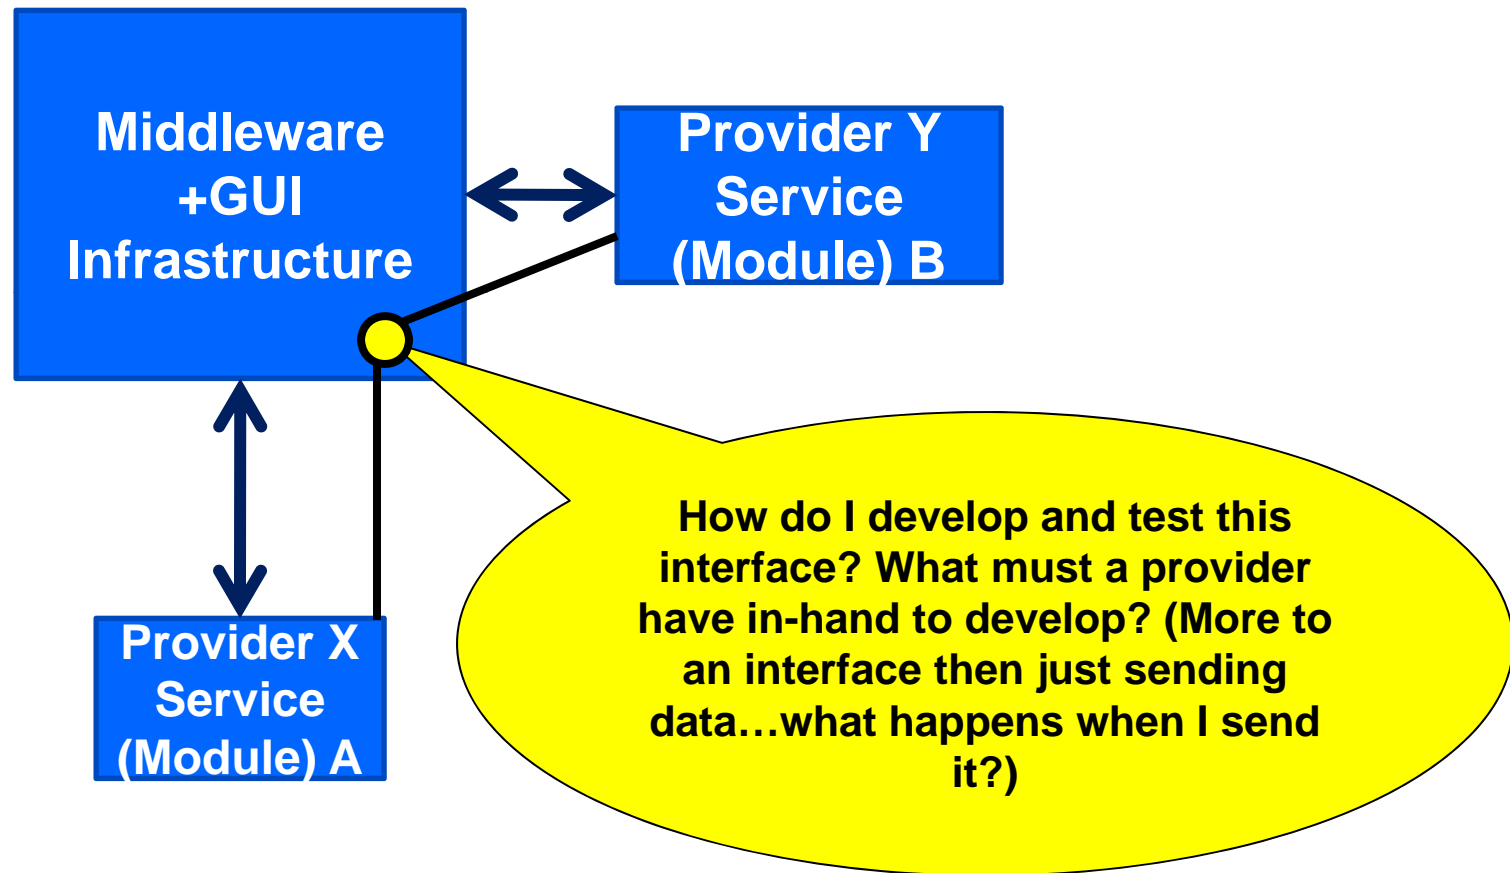 Middleware
+GUI
Infrastructure
Provider Y
Service
(Module) B
Provider X
Service
(Module) A
How do I develop and test this
interface? What must a provider
have in-hand to develop? (More to
an interface then just sending
data…what happens when I send
it?)